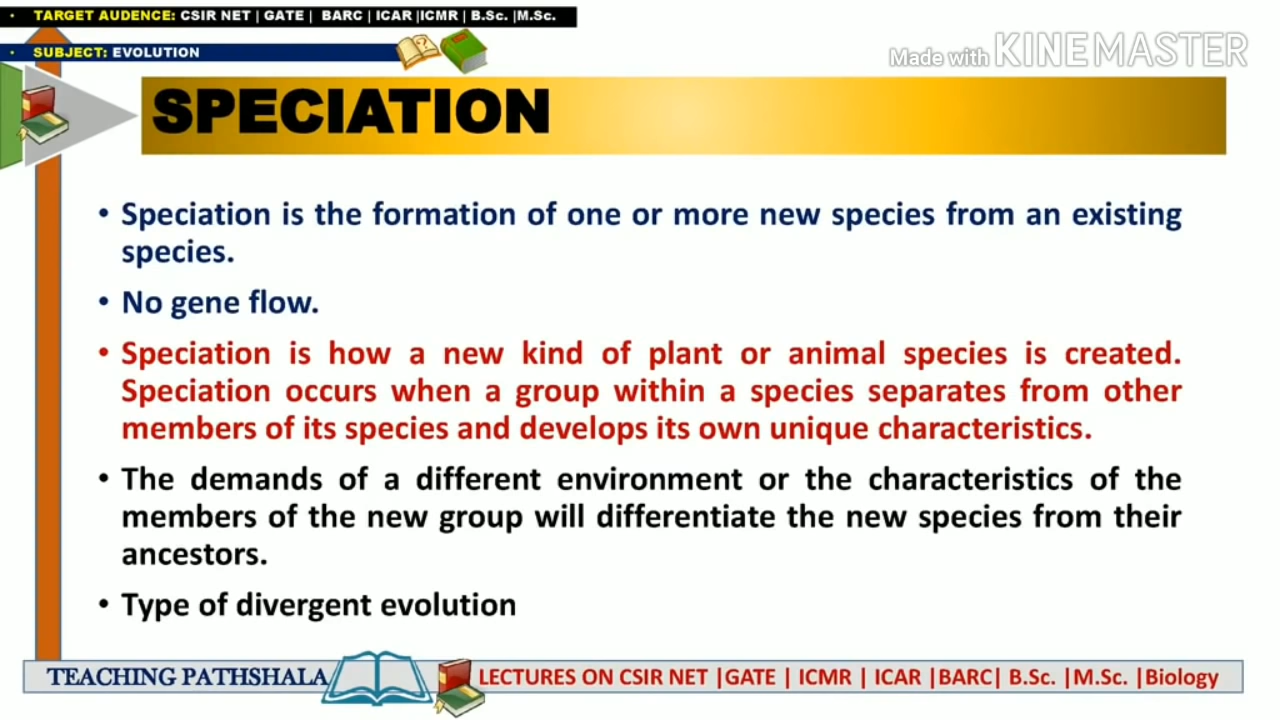 • TARGET AUDENCE: CSIR NET | GATE | BARC | ICAR |ICMR | B.Sc. |M.Sc.
• SUBJECT: EVOLUTION
Made with KINEMASTER
SPECIATION
• Speciation is the formation of one or more new species from an existing
species.
• No gene flow.
• Speciation is how a new kind of plant or animal species is created.
Speciation occurs when a group within a species separates from other
members of its species and develops its own unique characteristics.
• The demands of a different environment or the characteristics of the
members of the new group will differentiate the new species from their
ancestors.
• Type of divergent evolution
TEACHING PATHSHALA LECTURES ON CSIR NET |GATE | ICMR | ICAR |BARC| B.Sc. |M.Sc. |Biology